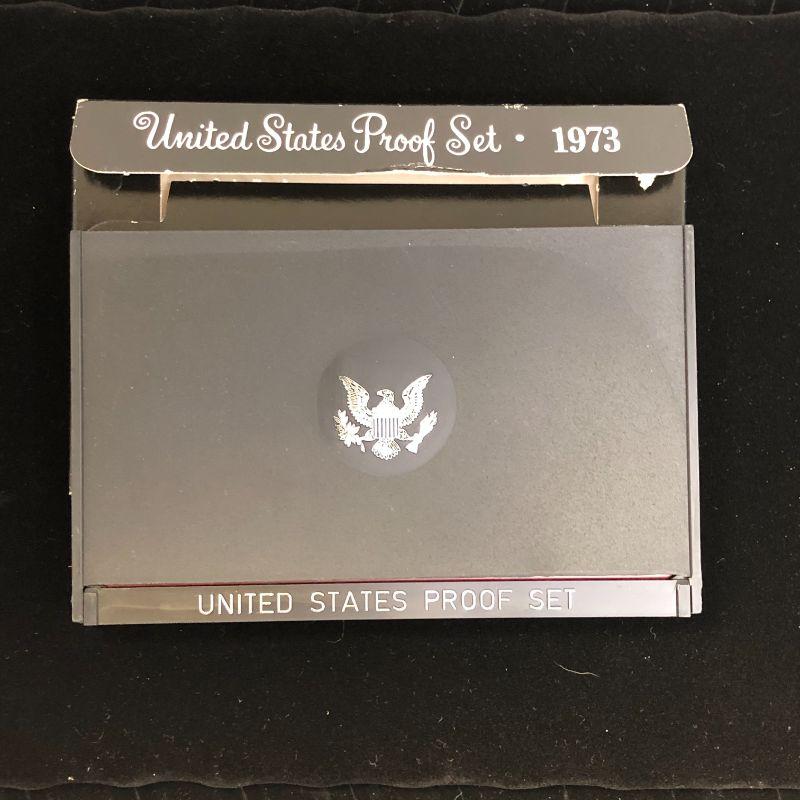 United States Proof Set • 1973
UNITED STATES PROOF SET